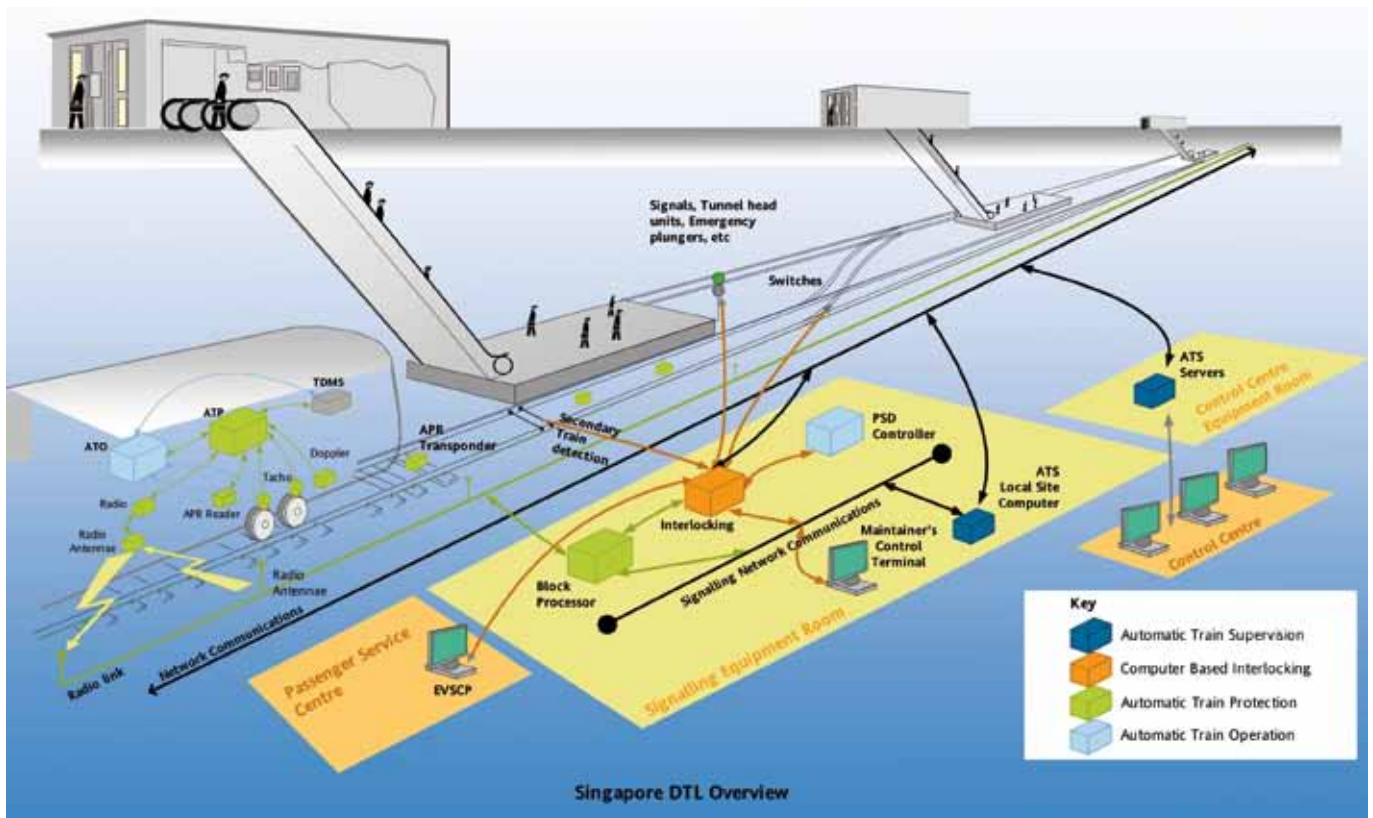 Signals, Tunnel head
units, Emergency
plungers, etc
Switches
ATS
Servers
Control Centre
Equipment Room
TDMS
ATP
ATO
APR
Transponder
Secondary
Train
detection
PSD
Controller
Doppler
Tacho
Radio
APR Reader
Interlocking
ATS
Local Site
Computer
Radio
Antennae
Maintainer's
Control
Terminal
Control Centre
Radio
Antennae
Block
Processor
Signalling Network Communications
Network Communications
Radio link
Passenger Service
Centre
EVSCP
Signalling Equipment Room
Key
Automatic Train Supervision
Computer Based Interlocking
Automatic Train Protection
Automatic Train Operation
Singapore DTL Overview